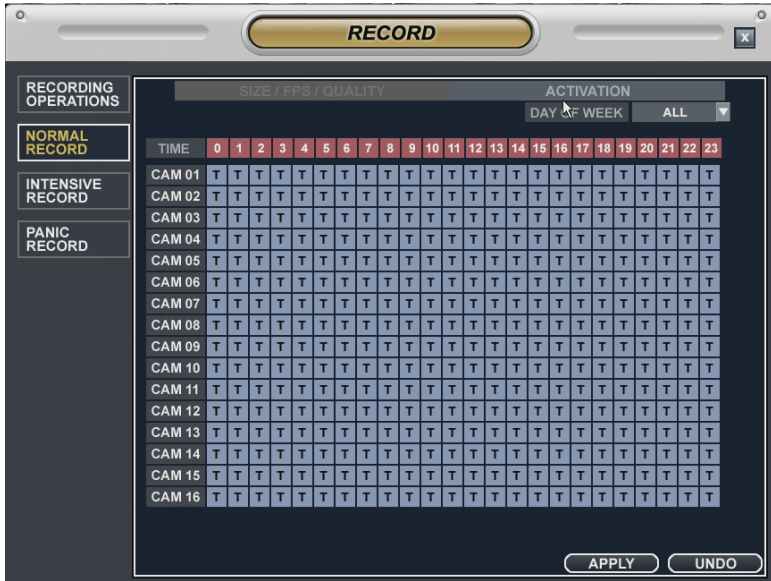 RECORD
X
RECORDING
OPERATIONS
NORMAL
RECORD
INTENSIVE
RECORD
PANIC
RECORD
SIZE / FPS / QUALITY
ACTIVATION
DAY OF WEEK ALL
TIME 0 1 2 3 4 5 6 7 8 9 10 11 12 13 14 15 16 17 18 19 20 21 22 23
CAM 01 T T T T T T T T T T T T T T T T T T T T T T T T
CAM 02 T T T T T T T T T T T T T T T T T T T T T T T T
CAM 03 T T T T T T T T T T T T T T T T T T T T T T T T
CAM 04 T T T T T T T T T T T T T T T T T T T T T T T T
CAM 05 T T T T T T T T T T T T T T T T T T T T T T T T
CAM 06 T T T T T T T T T T T T T T T T T T T T T T T T
CAM 07 T T T T T T T T T T T T T T T T T T T T T T T T
CAM 08 T T T T T T T T T T T T T T T T T T T T T T T T
CAM 09 T T T T T T T T T T T T T T T T T T T T T T T T
CAM 10 T T T T T T T T T T T T T T T T T T T T T T T T
CAM 11 T T T T T T T T T T T T T T T T T T T T T T T T
CAM 12 T T T T T T T T T T T T T T T T T T T T T T T T
CAM 13 T T T T T T T T T T T T T T T T T T T T T T T T
CAM 14 T T T T T T T T T T T T T T T T T T T T T T T T
CAM 15 T T T T T T T T T T T T T T T T T T T T T T T T
CAM 16 T T T T T T T T T T T T T T T T T T T T T T T T
APPLY UNDO